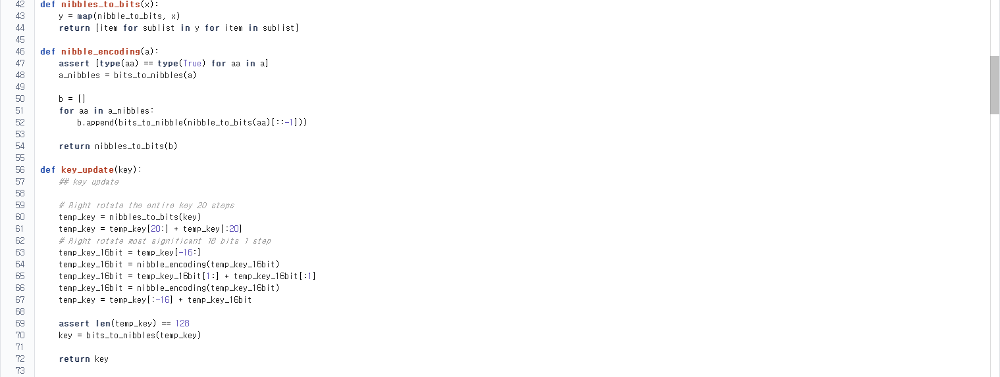 42 def nibbles_to_bits(x):
43     y = map(nibble_to_bits, x)
44     return [item for sublist in y for item in sublist]
45
46 def nibble_encoding(a):
47     assert [type(aa) == type(True) for aa in a]
48     a_nibbles = bits_to_nibbles(a)
49
50     b = []
51     for aa in a_nibbles:
52         b.append(bits_to_nibble(nibble_to_bits(aa)[::-1]))
53
54     return nibbles_to_bits(b)
55
56 def key_update(key):
57     ## key update
58
59     # Right rotate the entire key 20 steps
60     temp_key = nibbles_to_bits(key)
61     temp_key = temp_key[20:] + temp_key[:20]
62     # Right rotate most significant 16 bits 1 step
63     temp_key_16bit = temp_key[-16:]
64     temp_key_16bit = nibble_encoding(temp_key_16bit)
65     temp_key_16bit = temp_key_16bit[1:] + temp_key_16bit[:1]
66     temp_key_16bit = nibble_encoding(temp_key_16bit)
67     temp_key = temp_key[:-16] + temp_key_16bit
68
69     assert len(temp_key) == 128
70     key = bits_to_nibbles(temp_key)
71
72     return key
73